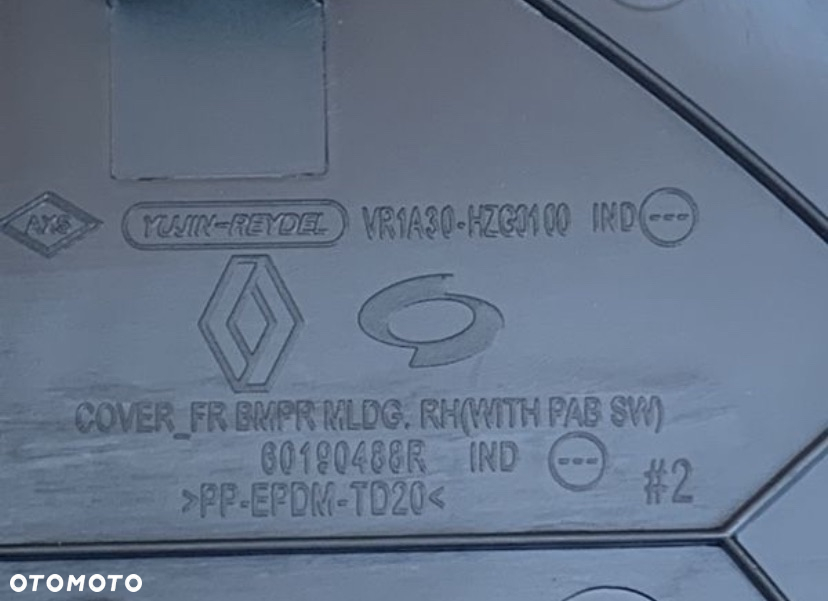 AXS YUJIN-REYDEL VR1A30-HZG0100 IND ---
COVER_FR BMPR MLDG. RH(WITH PAB SW)
60190488R IND ---
>PP-EPDM-TD20<
#2
OTOMOTO